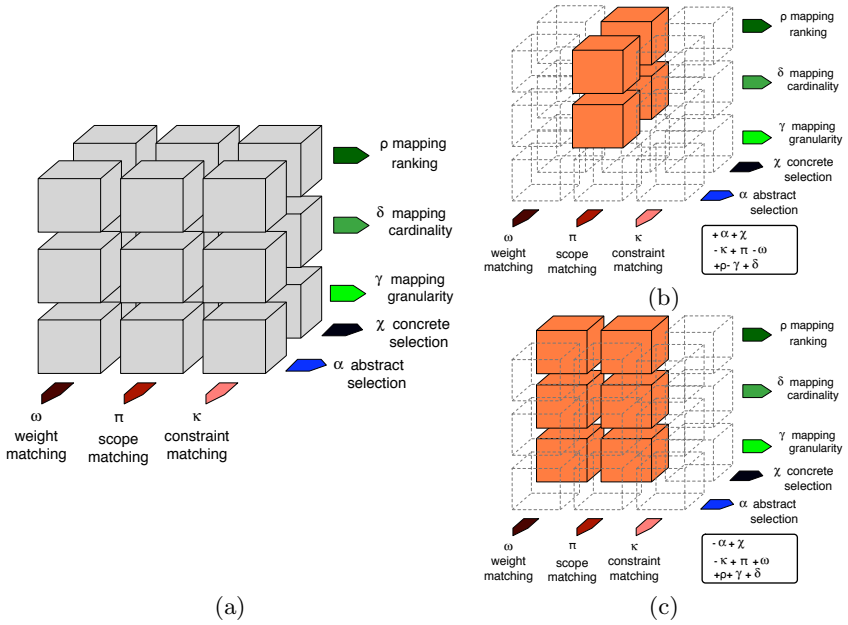 ρ mapping
ranking
δ mapping
cardinality
γ mapping
granularity
χ concrete
selection
α abstract
selection
ω
weight
matching
π
scope
matching
κ
constraint
matching
(a)
ρ mapping
ranking
δ mapping
cardinality
γ mapping
granularity
χ concrete
selection
α abstract
selection
ω
weight
matching
π
scope
matching
κ
constraint
matching
+ α + χ
- κ + π - ω
+ρ- γ + δ
(b)
ρ mapping
ranking
δ mapping
cardinality
γ mapping
granularity
χ concrete
selection
α abstract
selection
ω
weight
matching
π
scope
matching
κ
constraint
matching
- α + χ
- κ + π + ω
+ρ+ γ + δ
(c)